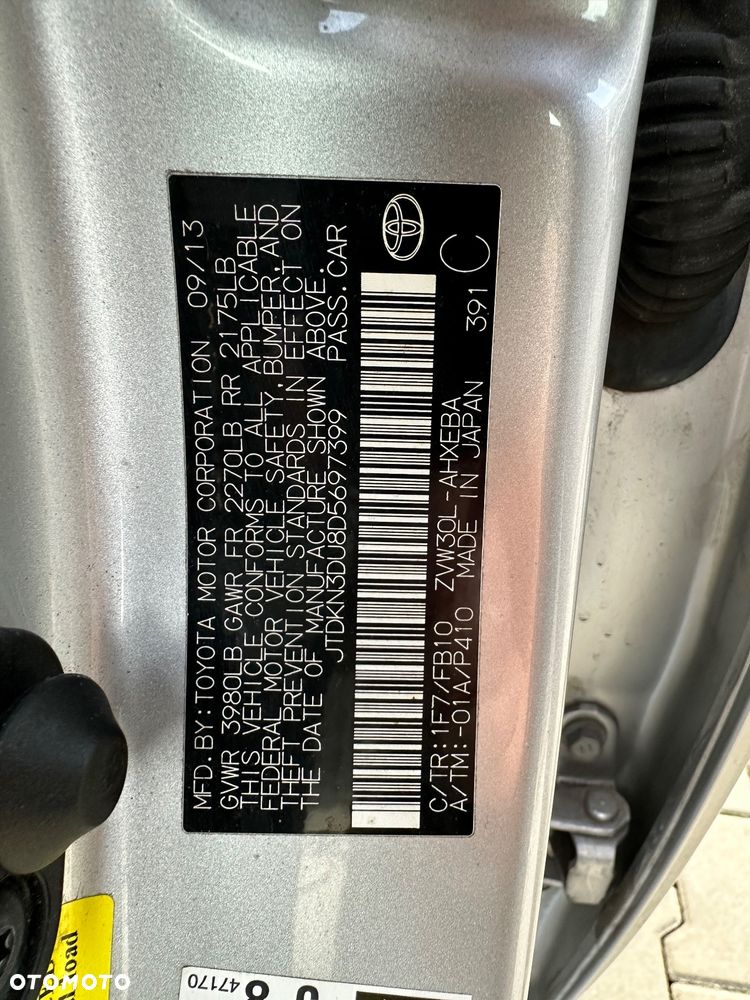 MFD. BY: TOYOTA MOTOR CORPORATION 09/13
GVWR 3980LB GAWR FR 2270LB RR 2175LB
THIS VEHICLE CONFORMS TO ALL APPLICABLE
FEDERAL MOTOR VEHICLE SAFETY, BUMPER, AND
THEFT PREVENTION STANDARDS IN EFFECT ON
THE DATE OF MANUFACTURE SHOWN ABOVE.
JTDKN3DU8D5697399 PASS. CAR
C/TR: 1F7/FB10 ZVW30L-AHXEBA
A/TM: -01A/P410 MADE IN JAPAN 391 C
47170
OTOMOTO